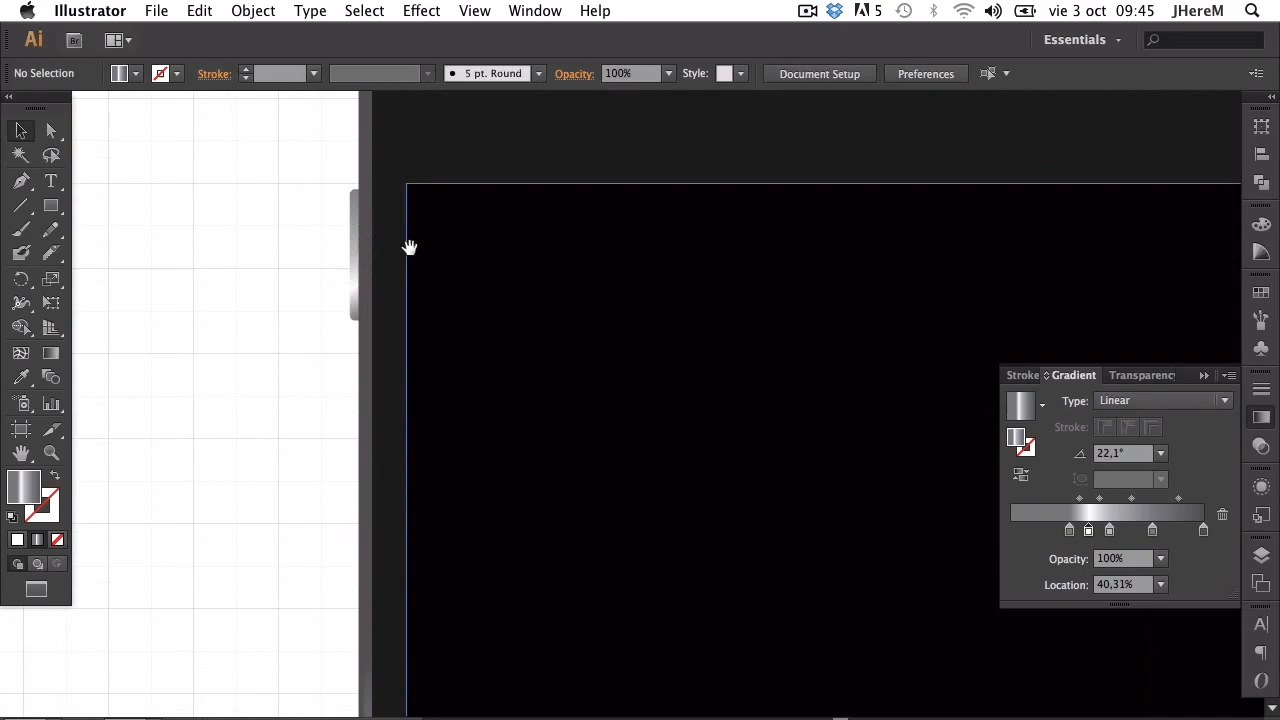 Illustrator File Edit Object Type Select Effect View Window Help 5 vie 3 oct 09:45 JHereM
Ai Br Essentials
No Selection Stroke: 5 pt. Round Opacity: 100% Style: Document Setup Preferences
Stroke Gradient Transparenc
Type: Linear
Stroke:
22,1°
Opacity: 100%
Location: 40,31%